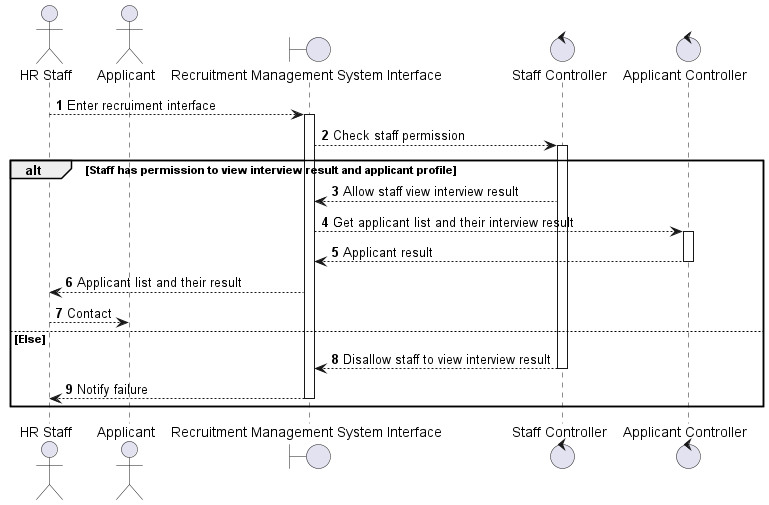 HR Staff Applicant Recruitment Management System Interface Staff Controller Applicant Controller
1 Enter recruiment interface
2 Check staff permission
alt [Staff has permission to view interview result and applicant profile]
3 Allow staff view interview result
4 Get applicant list and their interview result
5 Applicant result
6 Applicant list and their result
7 Contact
[Else]
8 Disallow staff to view interview result
9 Notify failure
HR Staff Applicant Recruitment Management System Interface Staff Controller Applicant Controller